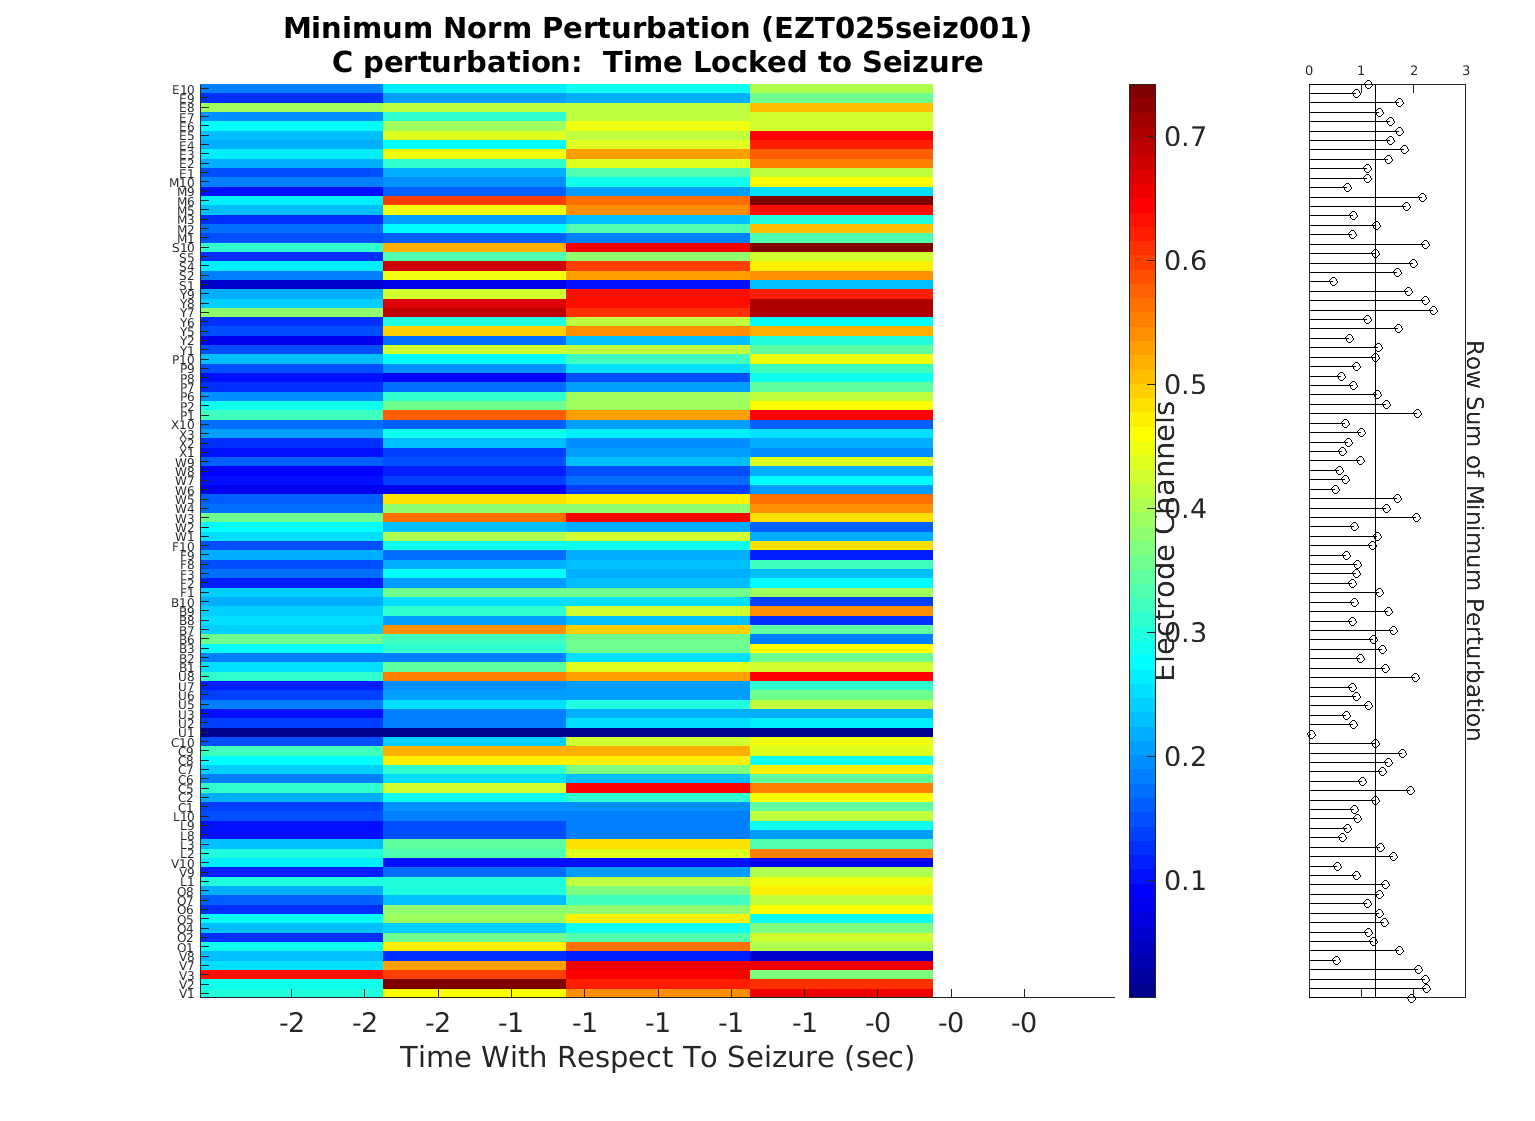 Minimum Norm Perturbation (EZT025seiz001)
C perturbation:  Time Locked to Seizure
E10
E9
E8
E7
E6
E5
E4
E3
E2
E1
M10
M9
M6
M5
M3
M2
M1
S10
S5
S4
S2
S1
Y9
Y8
Y7
Y6
Y5
Y2
Y1
P10
P9
P8
P7
P6
P2
P1
X10
X3
X2
X1
W9
W8
W7
W6
W5
W4
W3
W2
W1
F10
F9
F8
F3
F2
F1
B10
B9
B8
B7
B6
B3
B2
B1
U8
U7
U6
U5
U3
U2
U1
C10
C9
C8
C7
C6
C5
C2
C1
L10
L9
L8
L3
L2
V10
V9
L1
O8
O7
O6
O5
O4
O2
O1
V8
V7
V3
V2
V1
-2 -2 -2 -1 -1 -1 -1 -1 -0 -0 -0
Time With Respect To Seizure (sec)
0.7
0.6
0.5
0.4
0.3
0.2
0.1
Electrode Channels
0 1 2 3
Row Sum of Minimum Perturbation